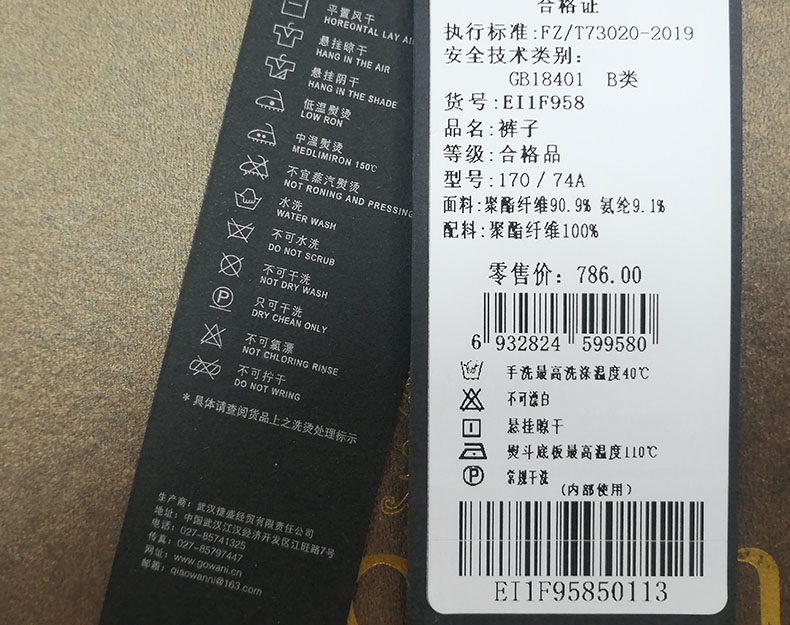 平置风干
HOREONTAL LAY AI
悬挂晾干
HANG IN THE AIR
悬挂阴干
HANG IN THE SHADE
低温熨烫
LOW RON
中温熨烫
MEDLIMIRON 150℃
不宜蒸汽熨烫
NOT RONING AND PRESSING
水洗
WATER WASH
不可水洗
DO NOT SCRUB
不可干洗
NOT DRY WASH
只可干洗
DRY CHEAN ONLY
不可氯漂
NOT CHLORING RINSE
不可拧干
DO NOT WRING
*具体请查阅货品上之洗烫处理标示
生产商: 武汉捷盛经贸有限责任公司
地址: 中国武汉江汉经济开发区江旺路7号
电话: 027-85741325
传真: 027-85797447
网址: www.gowani.cn
邮箱: qiaowanni@163.com
合格证
执行标准:FZ/T73020-2019
安全技术类别:
GB18401 B类
货号:EI1F958
品名:裤子
等级:合格品
型号:170/74A
面料:聚酯纤维90.9% 氨纶9.1%
配料:聚酯纤维100%
零售价: 786.00
6 932824 599580
手洗最高洗涤温度40℃
不可漂白
悬挂晾干
熨斗底板最高温度110℃
P 常规干洗
(内部使用)
EI1F95850113